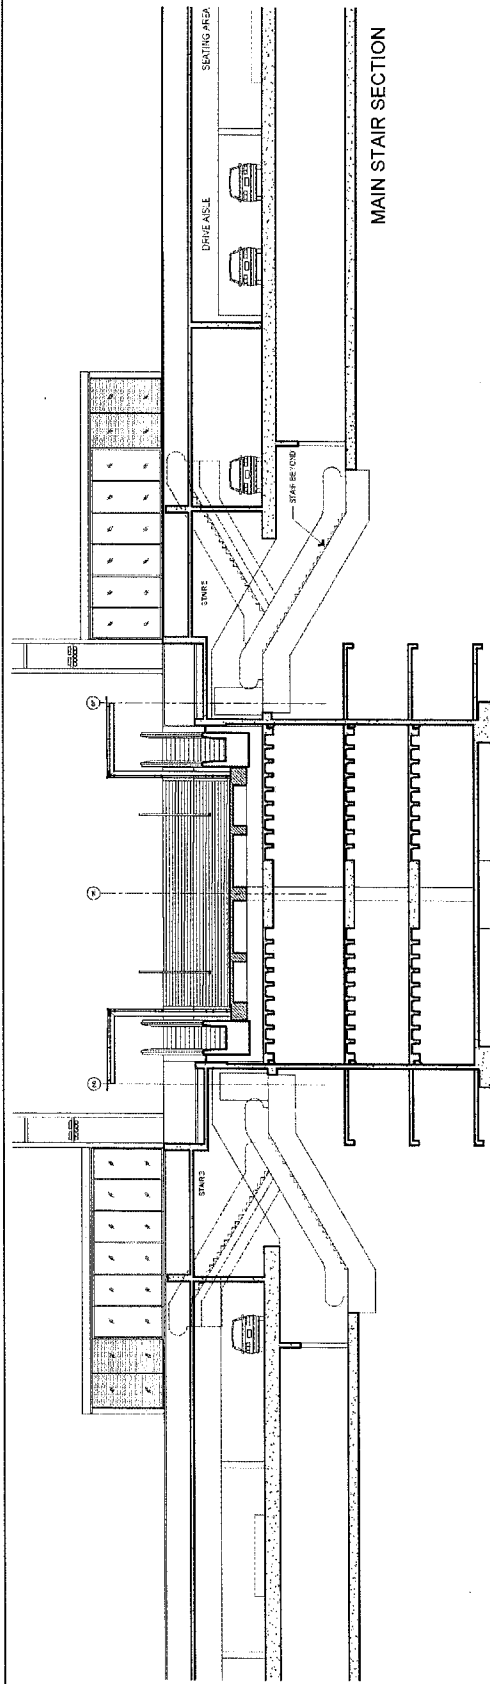 SEATING AREA
DRIVE AISLE
STAIR BEYOND
STAIRS
STAIRS
MAIN STAIR SECTION